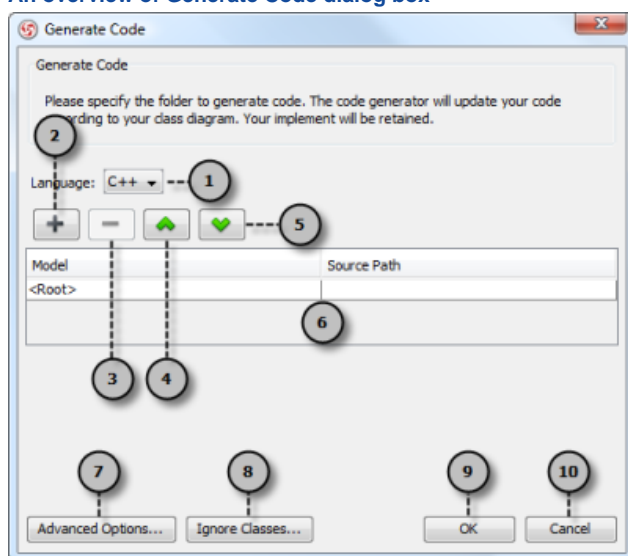 An overview of Generate Code dialog box
Generate Code
Generate Code
Please specify the folder to generate code. The code generator will update your code
according to your class diagram. Your implement will be retained.
2
Language: C++
1
5
Model Source Path
<Root>
6
3 4
7 8 9 10
Advanced Options... Ignore Classes... OK Cancel